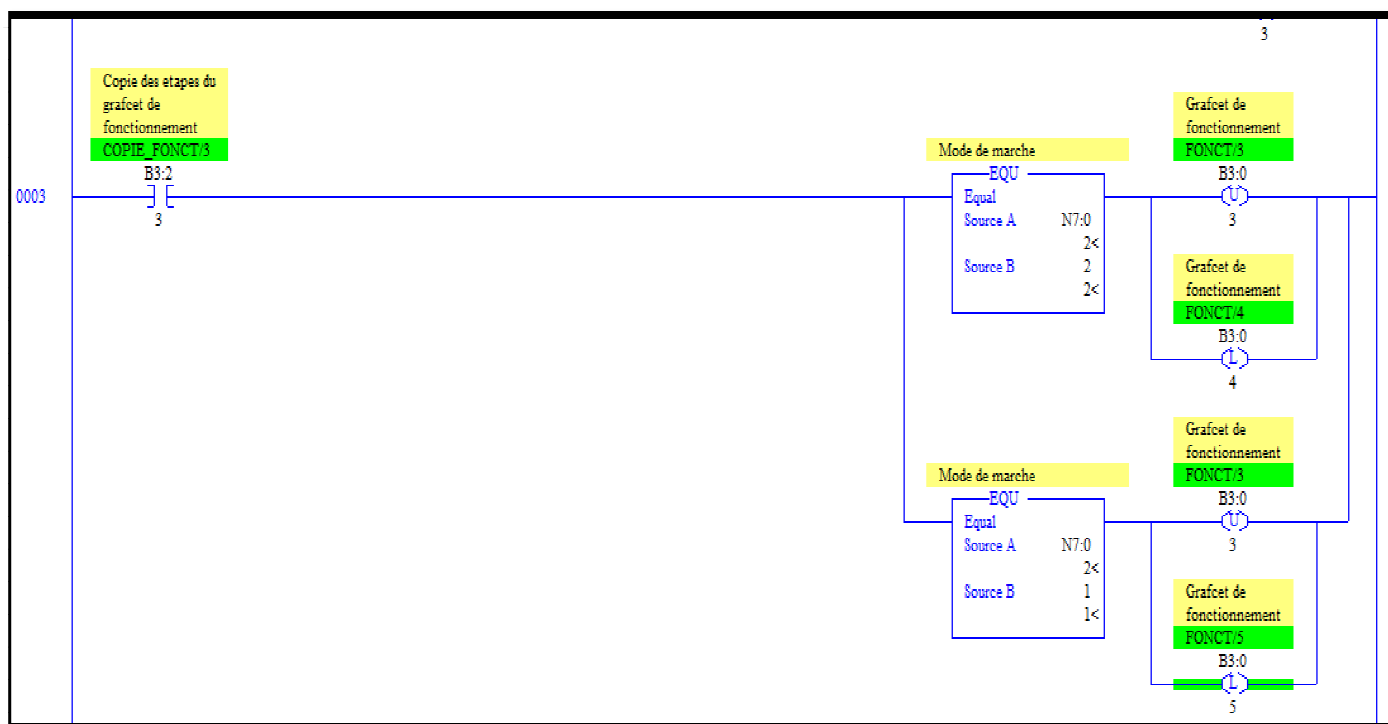 3
Copie des etapes du
grafcet de
fonctionnement
COPIE_FONCT/3
B3:2
3
0003
Mode de marche
EQU
Equal
Source A N7:0
2<
Source B 2
2<
Grafcet de
fonctionnement
FONCT/3
B3:0
U
3
Grafcet de
fonctionnement
FONCT/4
B3:0
L
4
Mode de marche
EQU
Equal
Source A N7:0
2<
Source B 1
1<
Grafcet de
fonctionnement
FONCT/3
B3:0
U
3
Grafcet de
fonctionnement
FONCT/5
B3:0
L
5